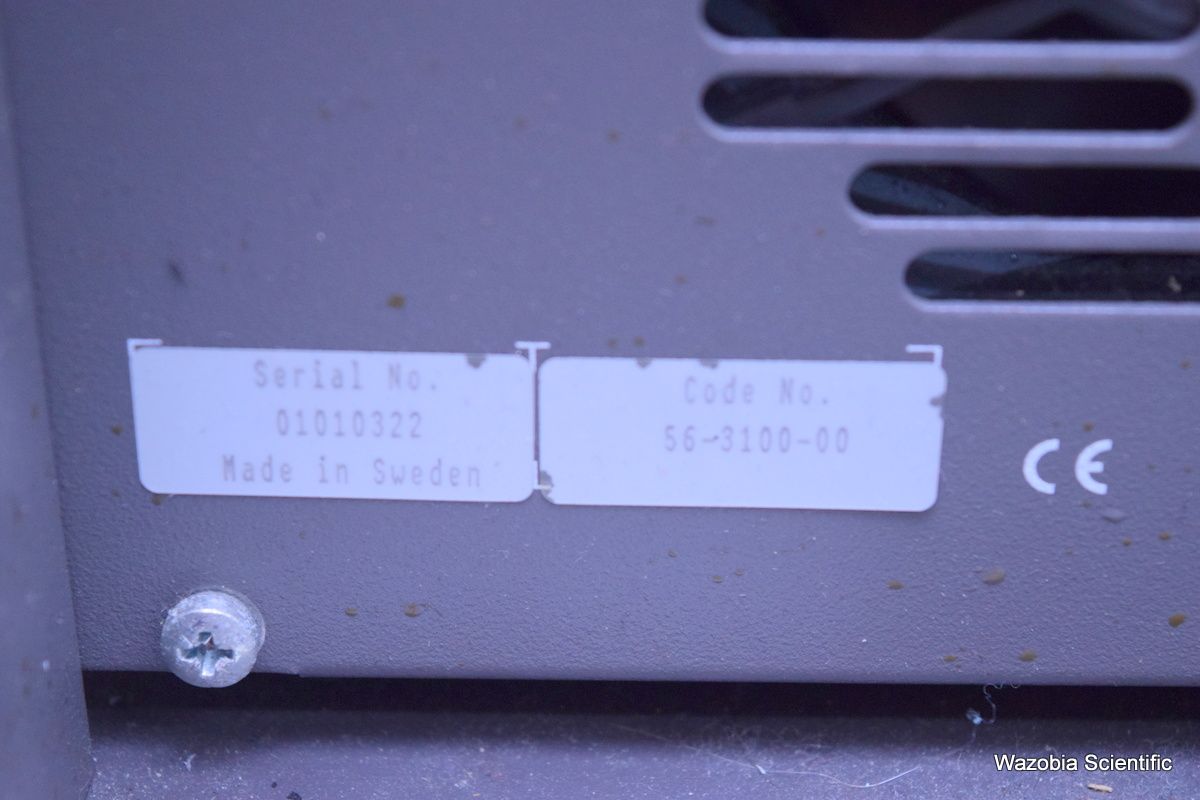 Serial No.
01010322
Made in Sweden
Code No.
56-3100-00
CE
Wazobia Scientific